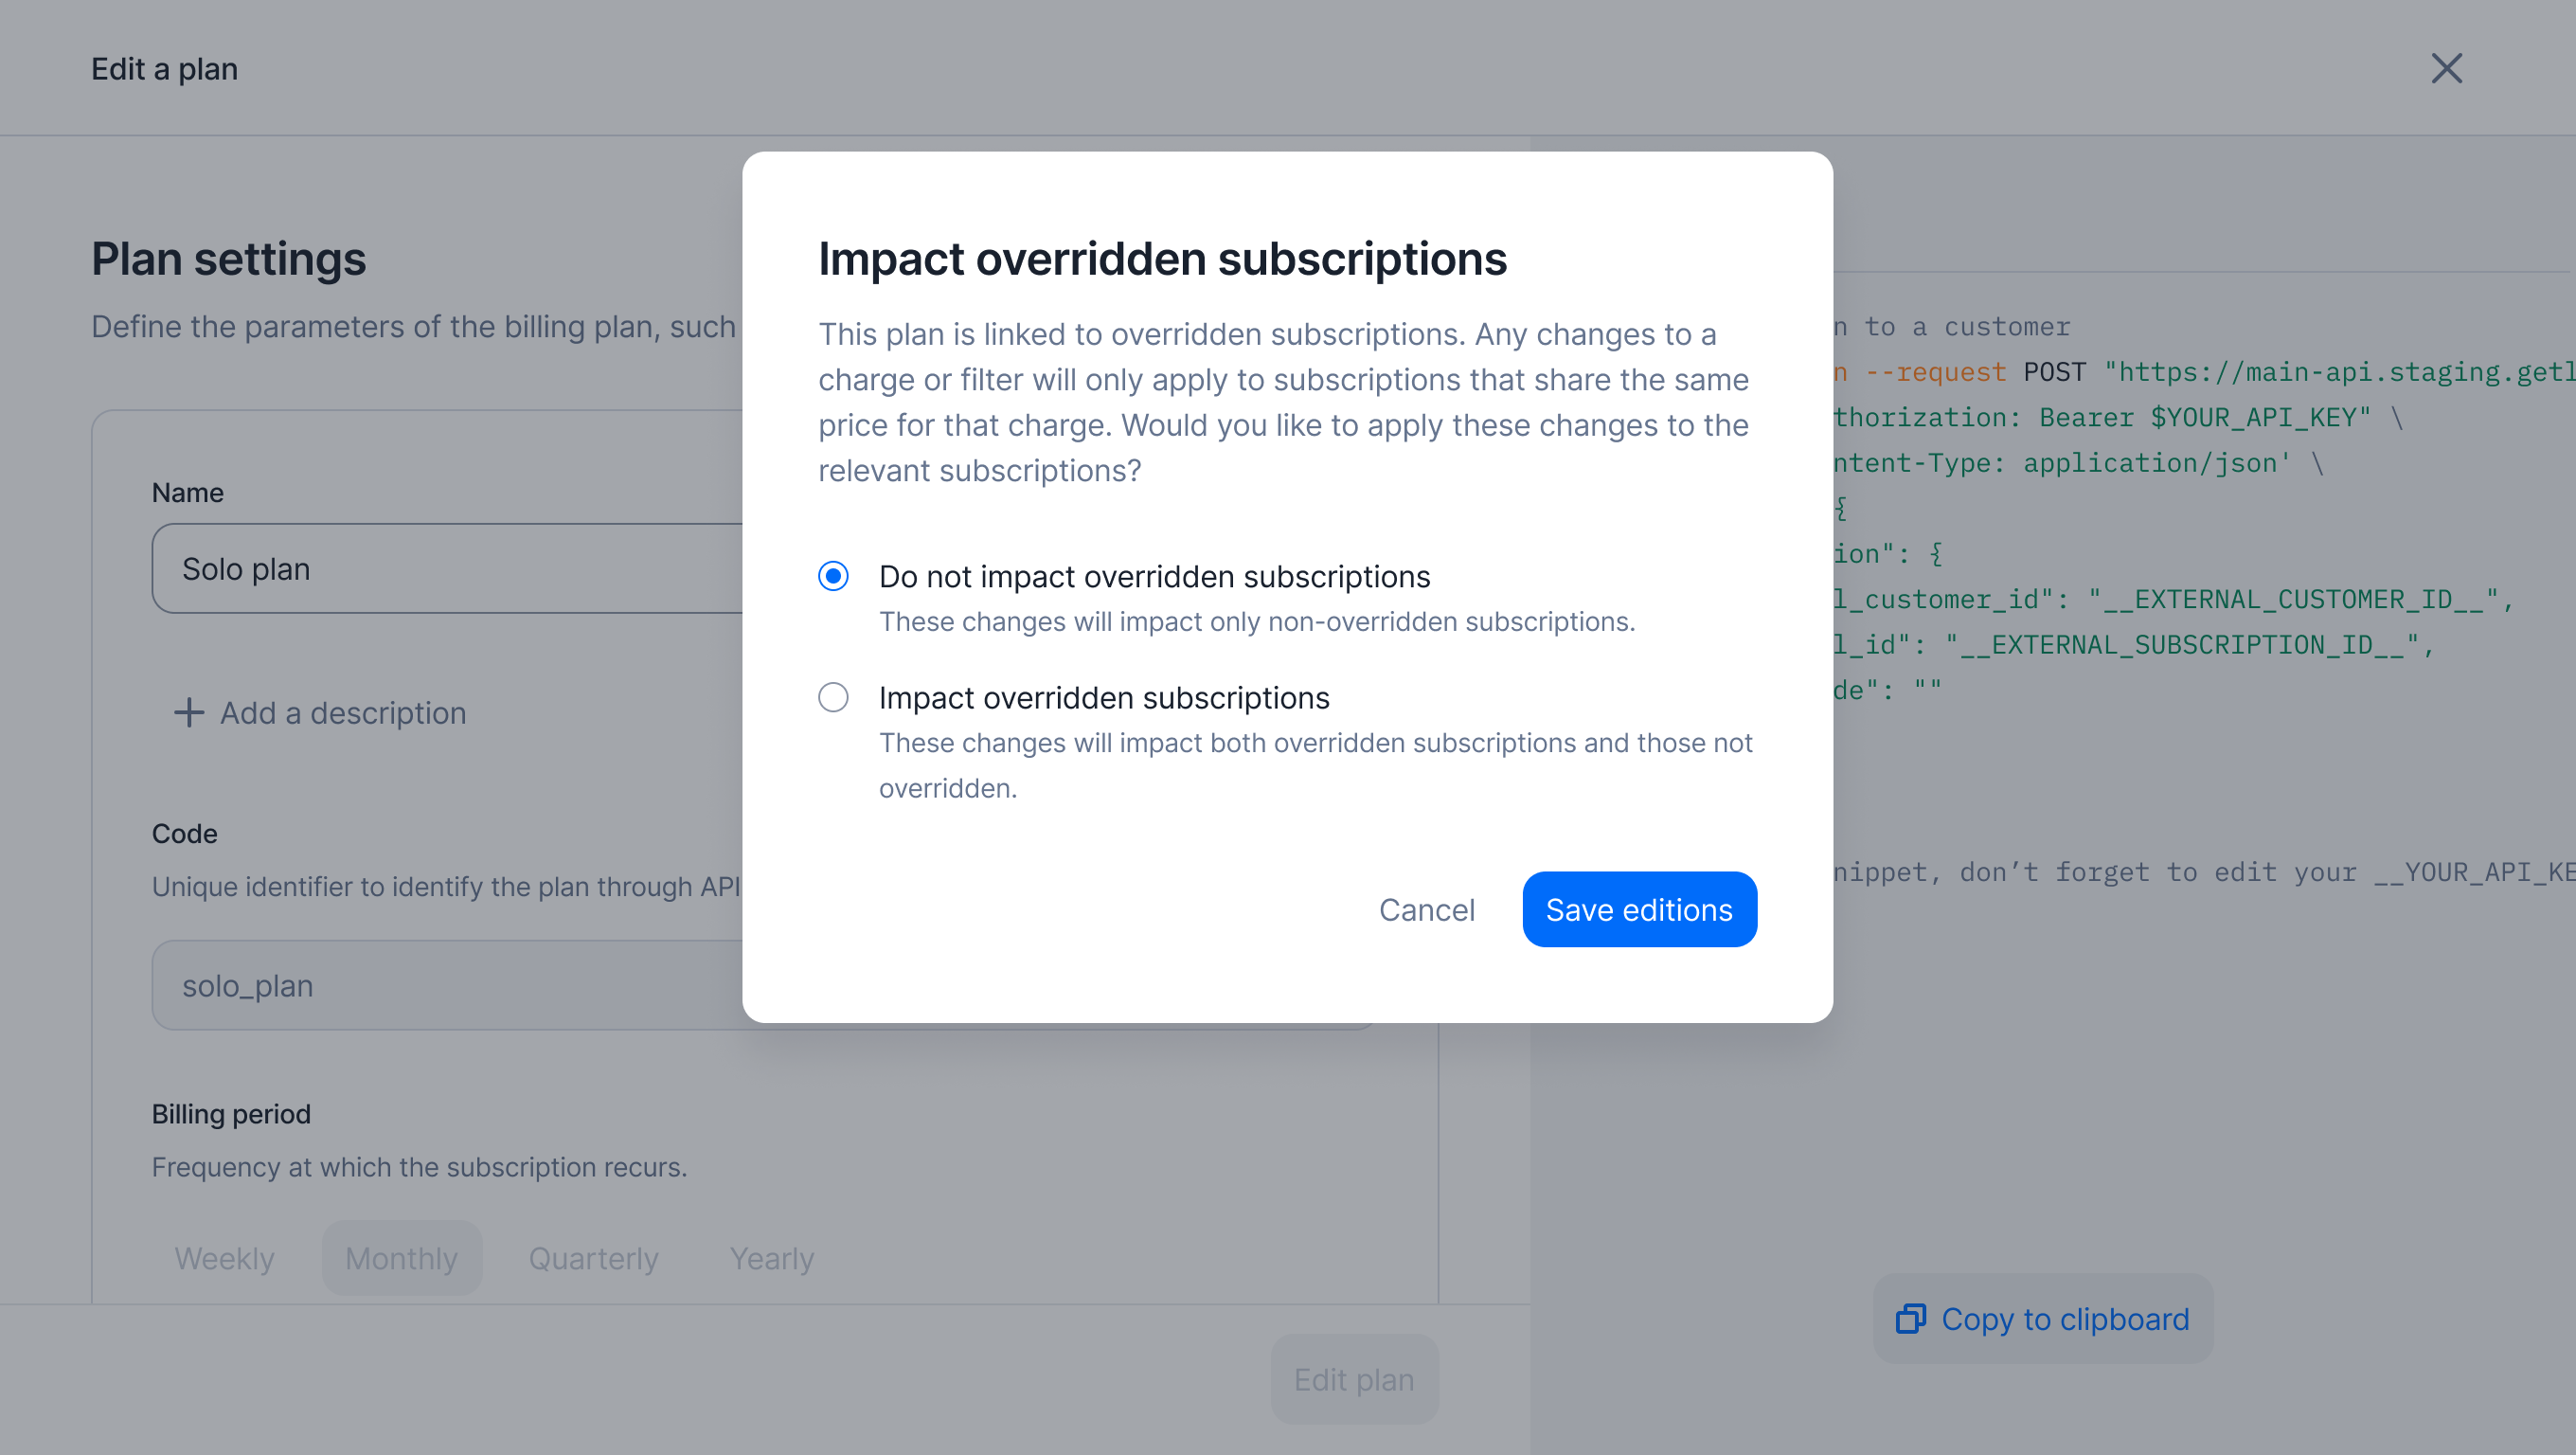 Edit a plan
Plan settings
Define the parameters of the billing plan, such
Name
Solo plan
Add a description
Code
Unique identifier to identify the plan through API
solo_plan
Billing period
Frequency at which the subscription recurs.
Weekly Monthly Quarterly Yearly
Edit plan
Impact overridden subscriptions
This plan is linked to overridden subscriptions. Any changes to a
charge or filter will only apply to subscriptions that share the same
price for that charge. Would you like to apply these changes to the
relevant subscriptions?
Do not impact overridden subscriptions
These changes will impact only non-overridden subscriptions.
Impact overridden subscriptions
These changes will impact both overridden subscriptions and those not
overridden.
Cancel Save editions
n to a customer
n --request POST "https://main-api.staging.getl
thorization: Bearer $YOUR_API_KEY" \
ntent-Type: application/json' \
{
ion": {
l_customer_id": "__EXTERNAL_CUSTOMER_ID__",
l_id": "__EXTERNAL_SUBSCRIPTION_ID__",
de": ""
nippet, don’t forget to edit your __YOUR_API_KE
Copy to clipboard